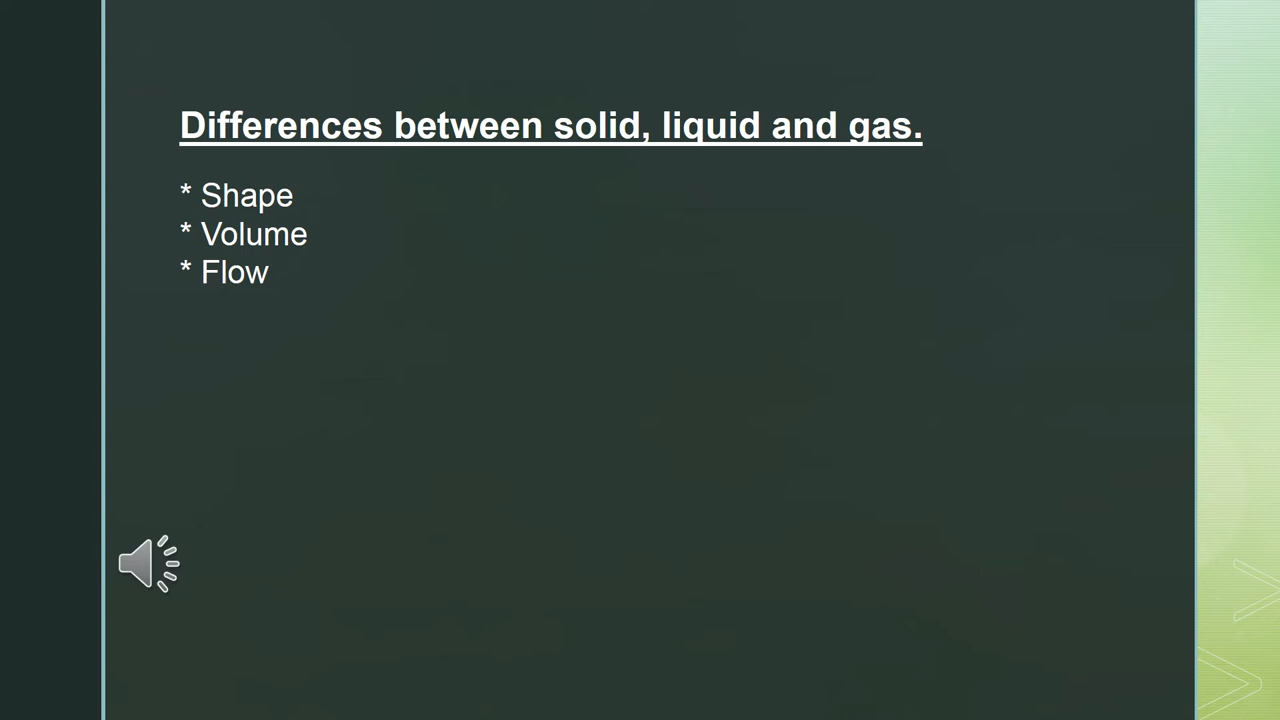 Differences between solid, liquid and gas.
* Shape
* Volume
* Flow